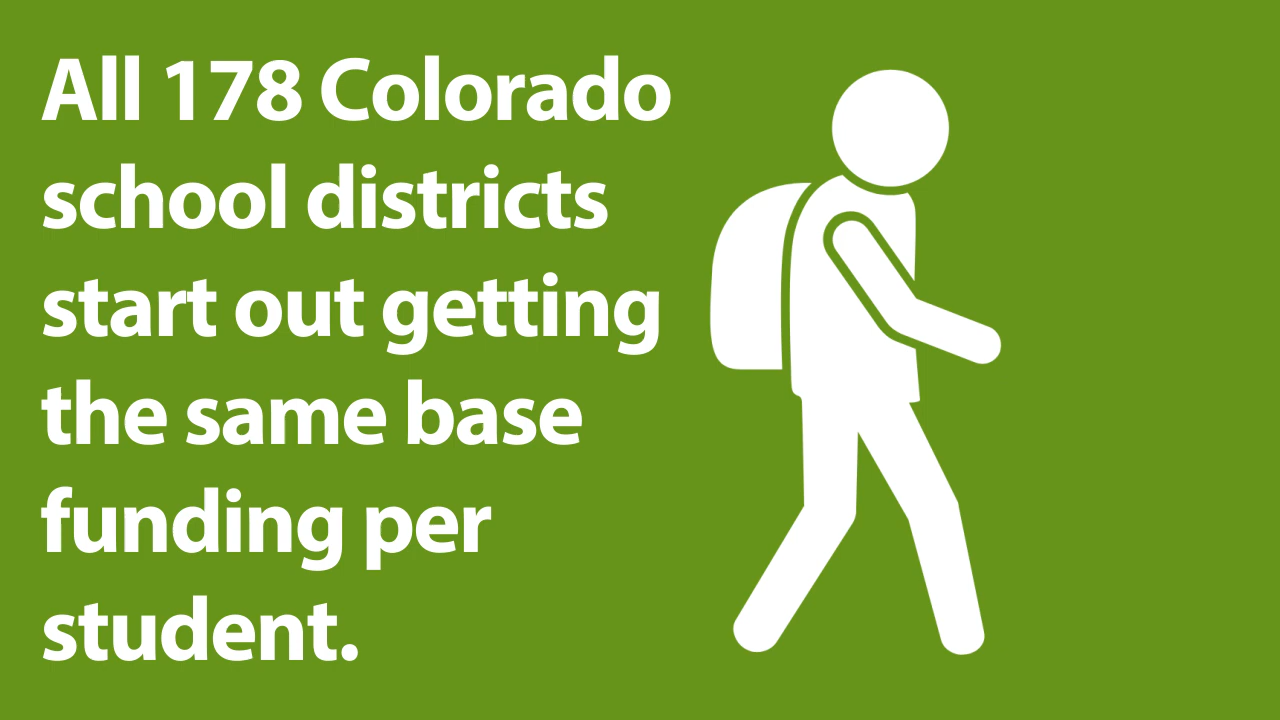 All 178 Colorado
school districts
start out getting
the same base
funding per
student.